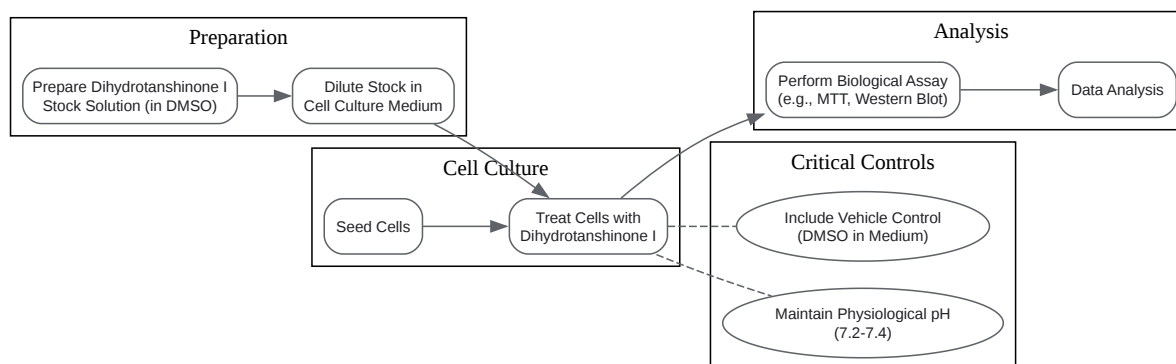 Preparation
Prepare Dihydrotanshinone I
Stock Solution (in DMSO)
Dilute Stock in
Cell Culture Medium
Cell Culture
Seed Cells
Treat Cells with
Dihydrotanshinone I
Analysis
Perform Biological Assay
(e.g., MTT, Western Blot)
Data Analysis
Critical Controls
Include Vehicle Control
(DMSO in Medium)
Maintain Physiological pH
(7.2-7.4)